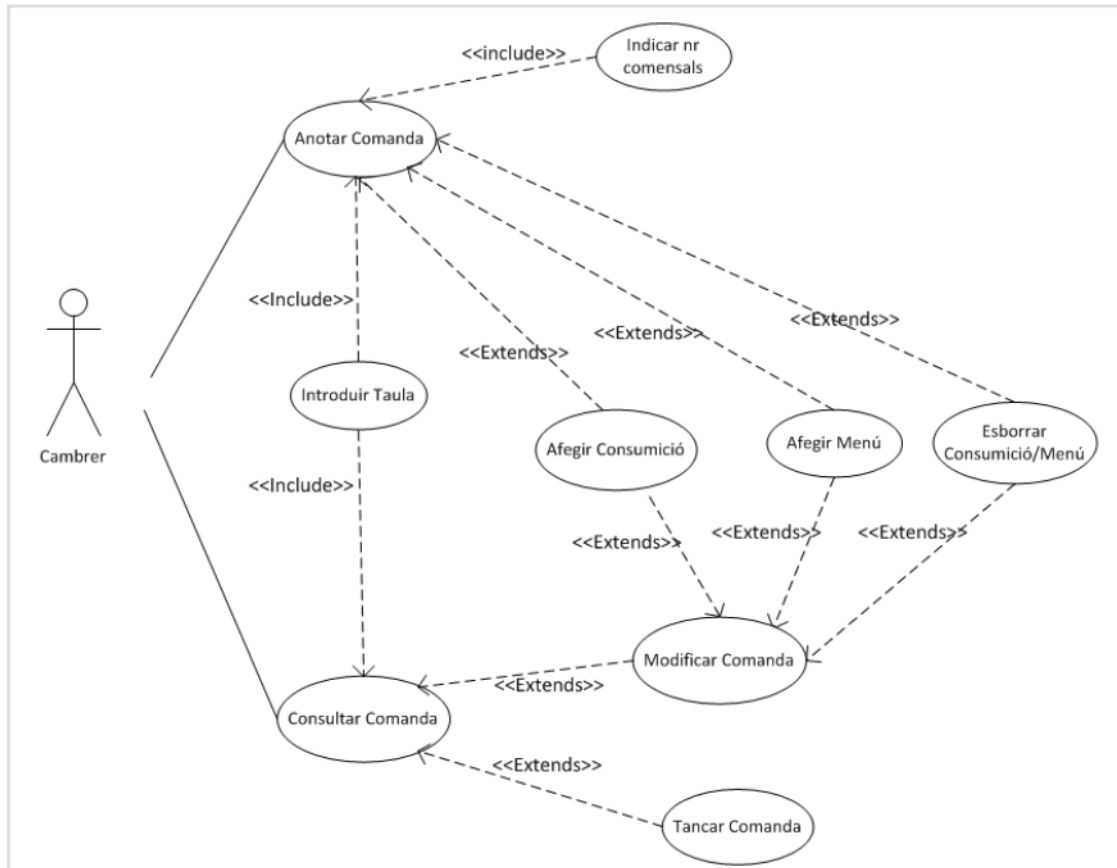 <<include>>
Indicar nr
comensals
Anotar Comanda
<<Include>>
<<Extends>>
<<Extends>>
<<Extends>>
Cambrer
Introduir Taula
Afegir Consumició
Afegir Menú
Esborrar
Consumició/Menú
<<Include>>
<<Extends>>
<<Extends>>
<<Extends>>
Modificar Comanda
<<Extends>>
Consultar Comanda
<<Extends>>
Tancar Comanda